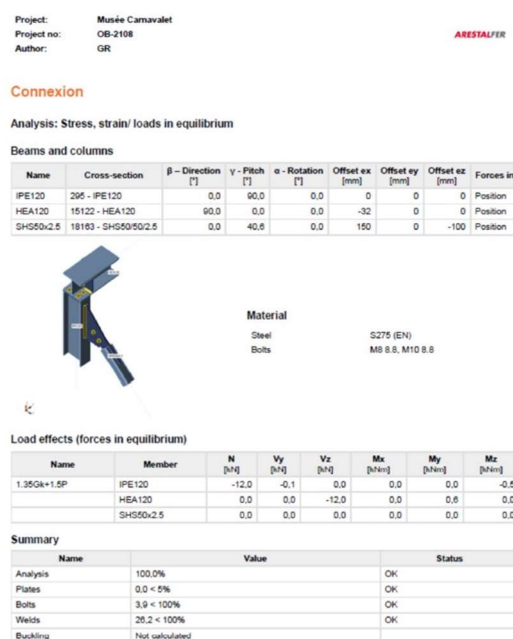 Project: Musée Carnavalet
Project no: OB-2108
Author: GR
ARESTALFER
Connexion
Analysis: Stress, strain/ loads in equilibrium
Beams and columns
Name Cross-section β – Direction [°] γ - Pitch [°] α - Rotation [°] Offset ex [mm] Offset ey [mm] Offset ez [mm] Forces in
IPE120 295 - IPE120 0,0 90,0 0,0 0 0 0 Position
HEA120 15122 - HEA120 90,0 0,0 0,0 -32 0 0 Position
SHS50x2.5 18163 - SHS50/50/2.5 0,0 40,6 0,0 150 0 -100 Position
Material
Steel S275 (EN)
Bolts M8 8.8, M10 8.8
Load effects (forces in equilibrium)
Name Member N [kN] Vy [kN] Vz [kN] Mx [kNm] My [kNm] Mz [kNm]
1.35Gk+1.5P IPE120 -12,0 -0,1 0,0 0,0 0,0 -0,5
HEA120 0,0 0,0 -12,0 0,0 0,6 0,0
SHS50x2.5 0,0 0,0 0,0 0,0 0,0 0,0
Summary
Name Value Status
Analysis 100,0% OK
Plates 0,0 < 5% OK
Bolts 3,9 < 100% OK
Welds 26,2 < 100% OK
Buckling Not calculated